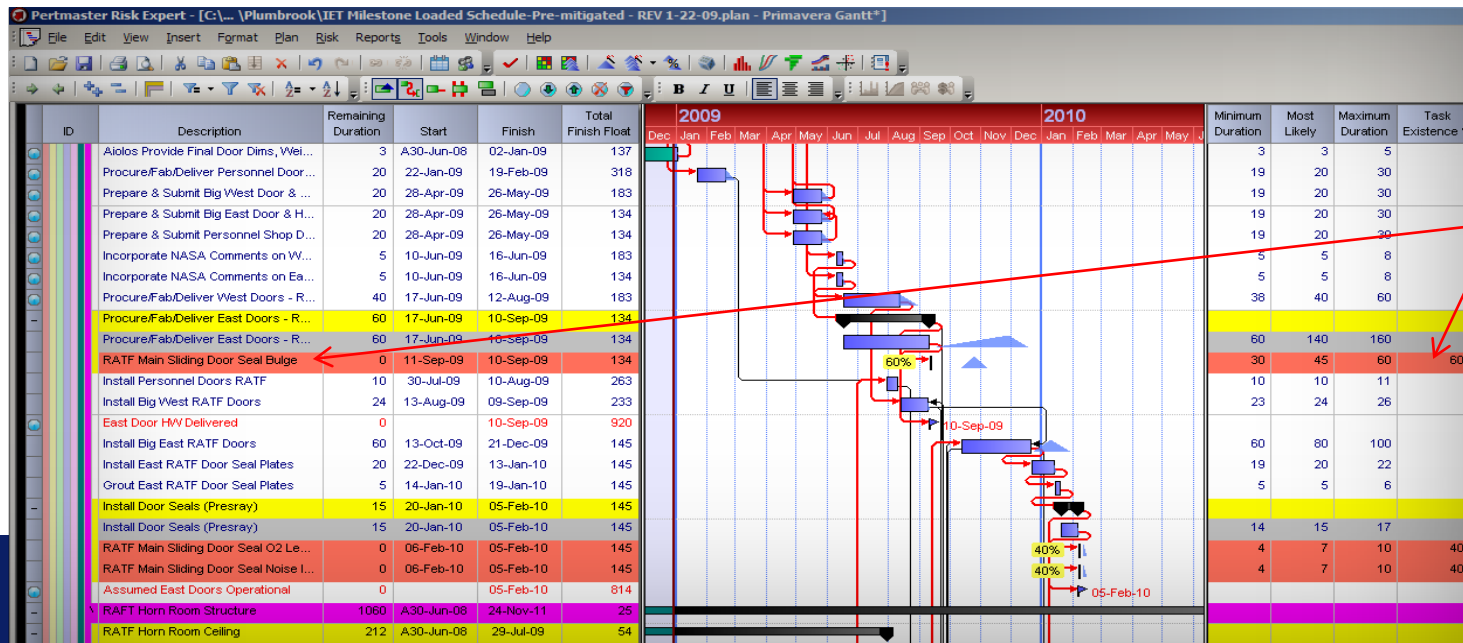 Pertmaster Risk Expert - [C:\... \Plumbrook\IET Milestone Loaded Schedule-Pre-mitigated - REV 1-22-09.plan - Primavera Gantt*]
File Edit View Insert Format Plan Risk Reports Tools Window Help
B I U
ID Description Remaining Duration Start Finish Total Finish Float 2009 2010 Minimum Duration Most Likely Maximum Duration Task Existence
Dec Jan Feb Mar Apr May Jun Jul Aug Sep Oct Nov Dec Jan Feb Mar Apr May J
Aiolos Provide Final Door Dims, Wei... 3 A30-Jun-08 02-Jan-09 137 3 3 5
Procure/Fab/Deliver Personnel Door... 20 22-Jan-09 19-Feb-09 318 19 20 30
Prepare & Submit Big West Door & ... 20 28-Apr-09 26-May-09 183 19 20 30
Prepare & Submit Big East Door & H... 20 28-Apr-09 26-May-09 134 19 20 30
Prepare & Submit Personnel Shop D... 20 28-Apr-09 26-May-09 134 19 20 30
Incorporate NASA Comments on W... 5 10-Jun-09 16-Jun-09 183 5 5 8
Incorporate NASA Comments on Ea... 5 10-Jun-09 16-Jun-09 134 5 5 8
Procure/Fab/Deliver West Doors - R... 40 17-Jun-09 12-Aug-09 183 38 40 60
Procure/Fab/Deliver East Doors - R... 60 17-Jun-09 10-Sep-09 134
Procure/Fab/Deliver East Doors - R... 60 17-Jun-09 10-Sep-09 134 60 140 160
RATF Main Sliding Door Seal Bulge 0 11-Sep-09 10-Sep-09 134 60% 30 45 60 60
Install Personnel Doors RATF 10 30-Jul-09 10-Aug-09 263 10 10 11
Install Big West RATF Doors 24 13-Aug-09 09-Sep-09 233 23 24 26
East Door HW Delivered 0 10-Sep-09 920 10-Sep-09
Install Big East RATF Doors 60 13-Oct-09 21-Dec-09 145 60 80 100
Install East RATF Door Seal Plates 20 22-Dec-09 13-Jan-10 145 19 20 22
Grout East RATF Door Seal Plates 5 14-Jan-10 19-Jan-10 145 5 5 6
Install Door Seals (Presray) 15 20-Jan-10 05-Feb-10 145
Install Door Seals (Presray) 15 20-Jan-10 05-Feb-10 145 14 15 17
RATF Main Sliding Door Seal O2 Le... 0 06-Feb-10 05-Feb-10 145 40% 4 7 10 40
RATF Main Sliding Door Seal Noise I... 0 06-Feb-10 05-Feb-10 145 40% 4 7 10 40
Assumed East Doors Operational 0 05-Feb-10 814 05-Feb-10
RAFT Horn Room Structure 1060 A30-Jun-08 24-Nov-11 25
RATF Horn Room Ceiling 212 A30-Jun-08 29-Jul-09 54